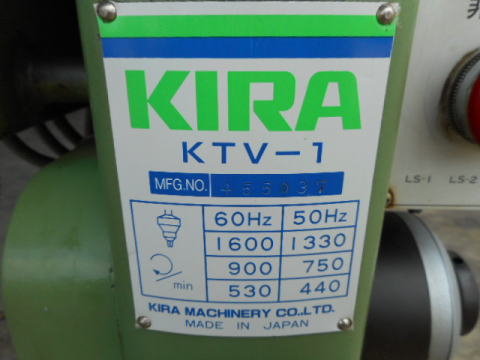 KIRA
KTV-1
MFG.NO.
60Hz 50Hz
1600 1330
900 750
530 440
min
KIRA MACHINERY CO.,LTD.
MADE IN JAPAN
LS-1 LS-2